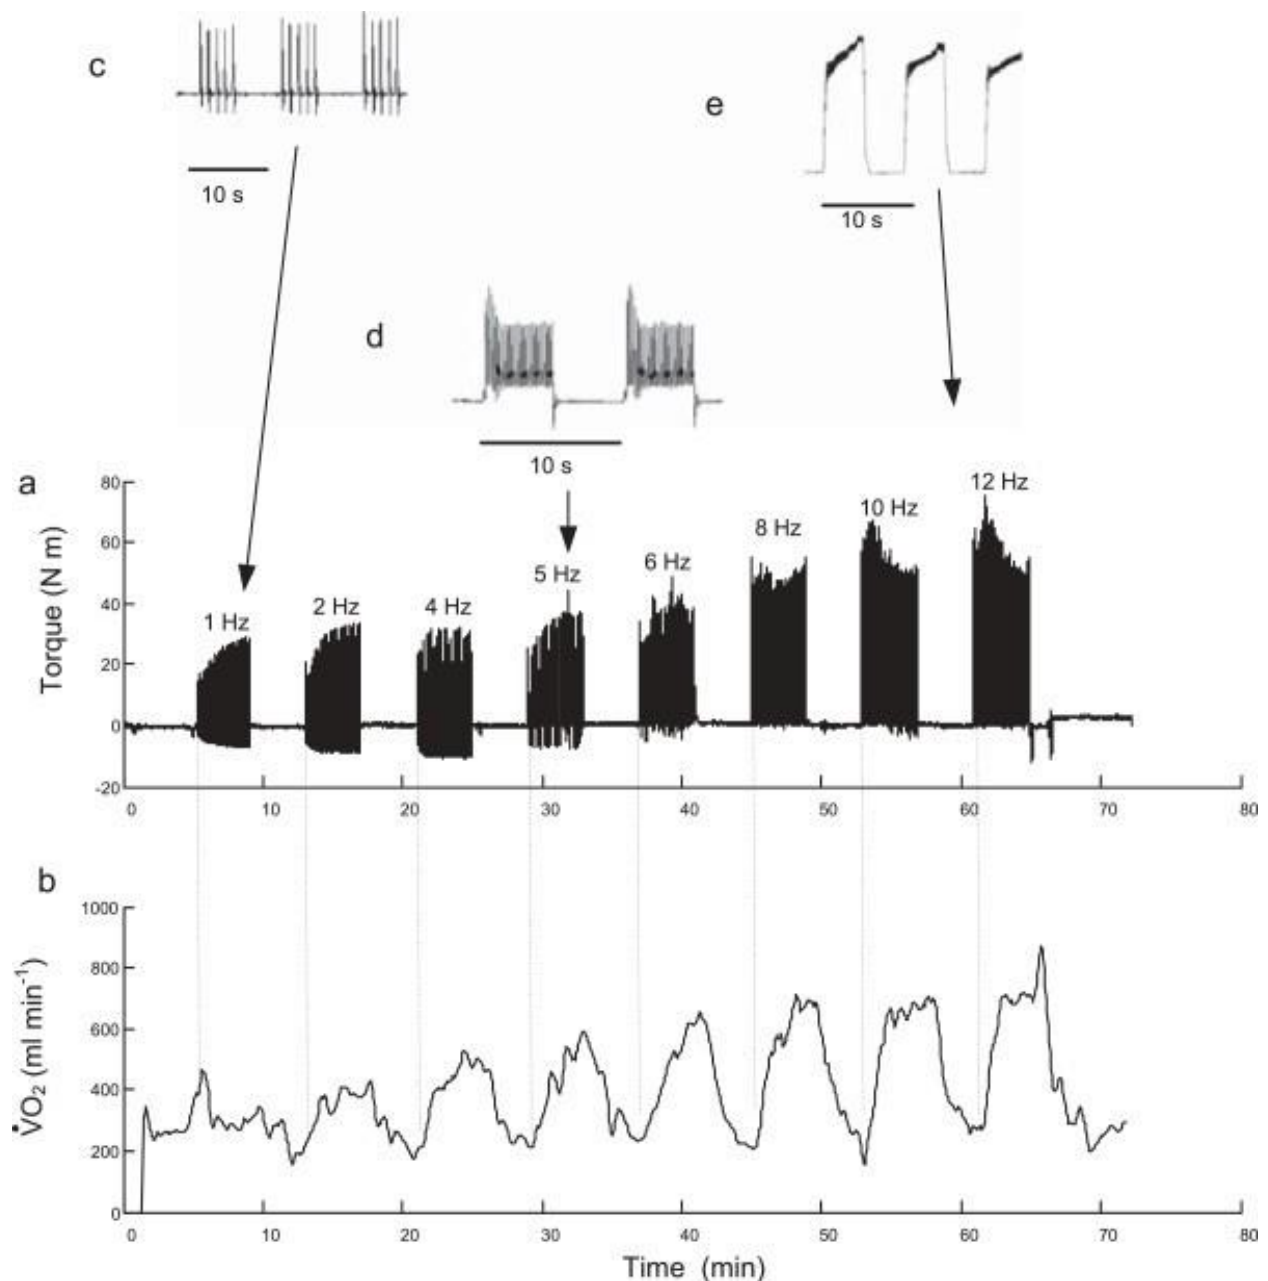 c
10 s
e
10 s
d
10 s
a
Torque (N m)
80
60
40
20
0
-20
1 Hz
2 Hz
4 Hz
5 Hz
6 Hz
8 Hz
10 Hz
12 Hz
0 10 20 30 40 50 60 70 80
b
V̇O₂ (ml min⁻¹)
1000
800
600
400
200
0
0 10 20 30 40 50 60 70 80
Time (min)